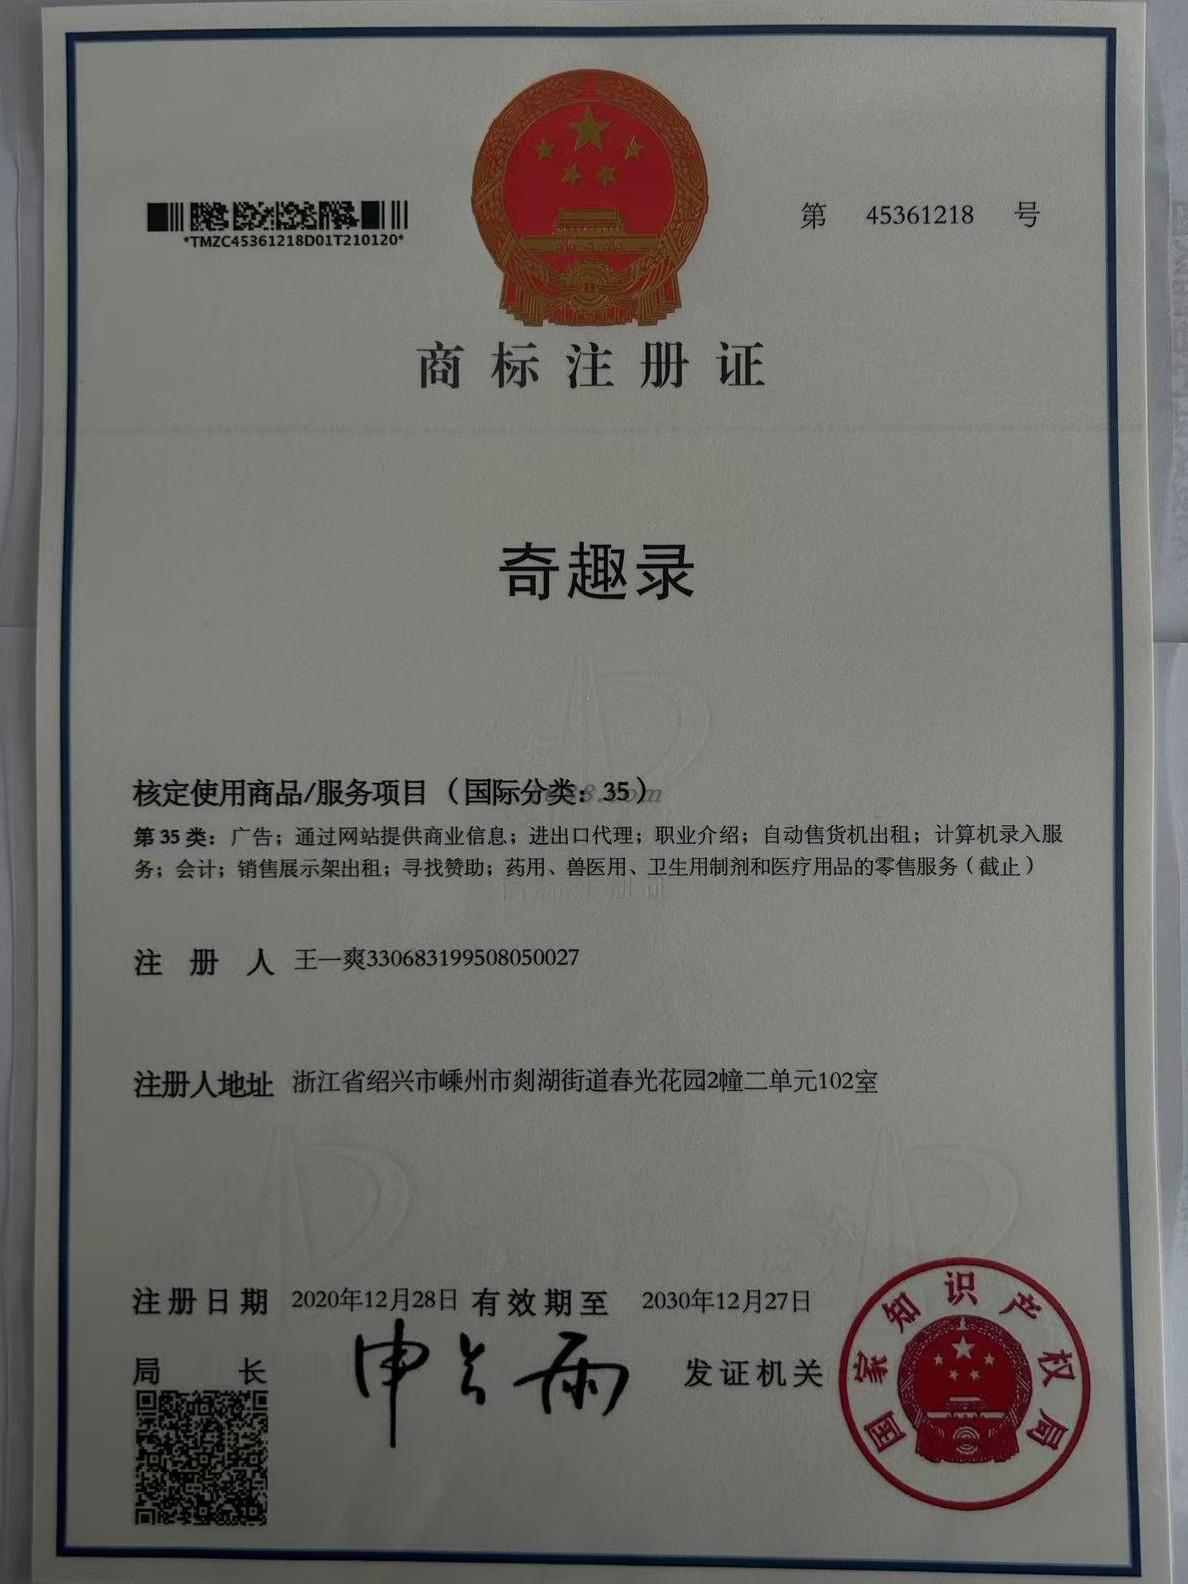 *TMZC45361218D01T210120*
第 45361218 号
商标注册证
奇趣录
核定使用商品/服务项目（国际分类：35）
第 35 类：广告；通过网站提供商业信息；进出口代理；职业介绍；自动售货机出租；计算机录入服
务；会计；销售展示架出租；寻找赞助；药用、兽医用、卫生用制剂和医疗用品的零售服务（截止）
注册人 王一爽330683199508050027
注册人地址 浙江省绍兴市嵊州市剡湖街道春光花园2幢二单元102室
注册日期 2020年12月28日 有效期至 2030年12月27日
局长 申长雨 发证机关
国家知识产权局